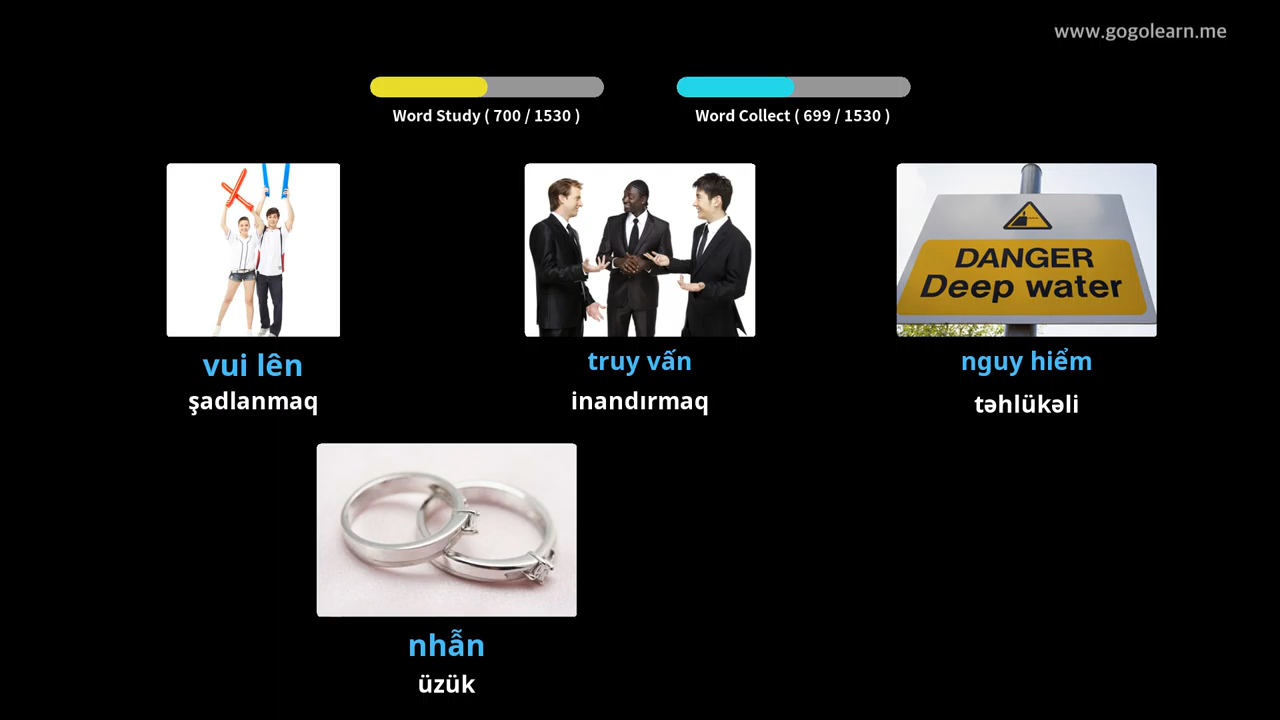 www.gogolearn.me
Word Study ( 700 / 1530 )
Word Collect ( 699 / 1530 )
DANGER
Deep water
vui lên
truy vấn
nguy hiểm
şadlanmaq
inandırmaq
təhlükəli
nhẫn
üzük